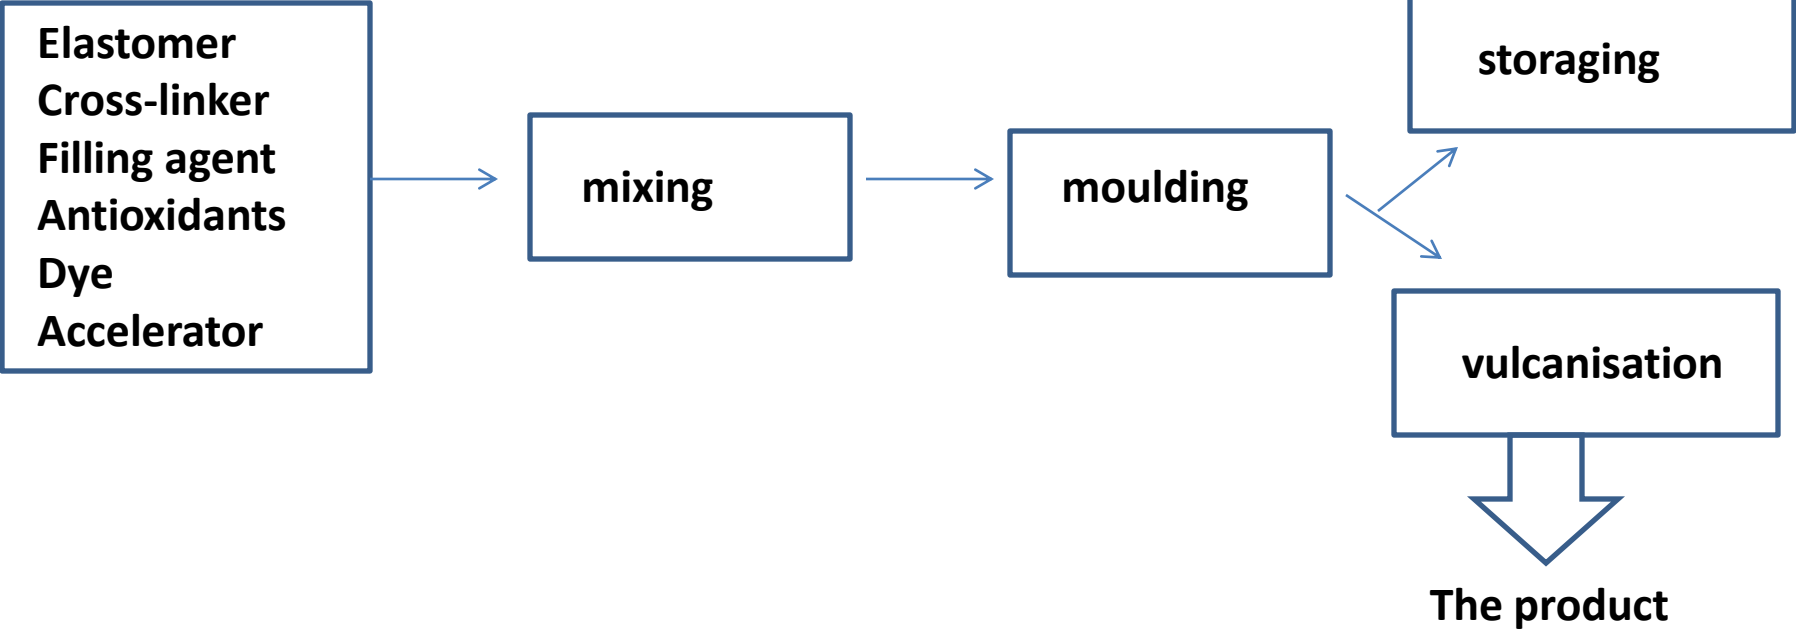 Elastomer
Cross-linker
Filling agent
Antioxidants
Dye
Accelerator
mixing
moulding
storaging
vulcanisation
The product